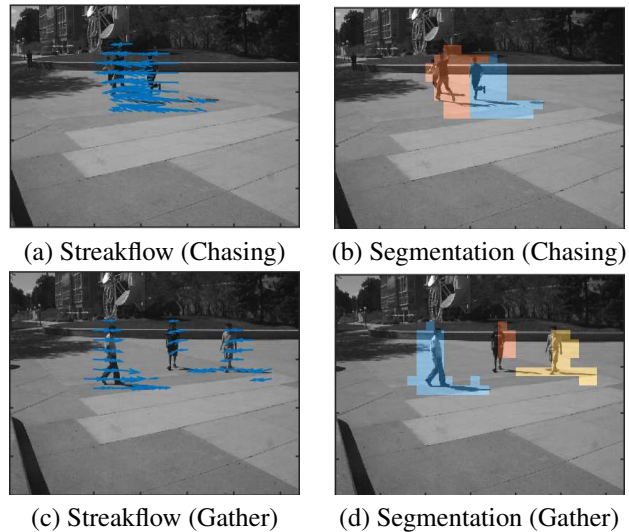 (a) Streakflow (Chasing)
(b) Segmentation (Chasing)
(c) Streakflow (Gather)
(d) Segmentation (Gather)